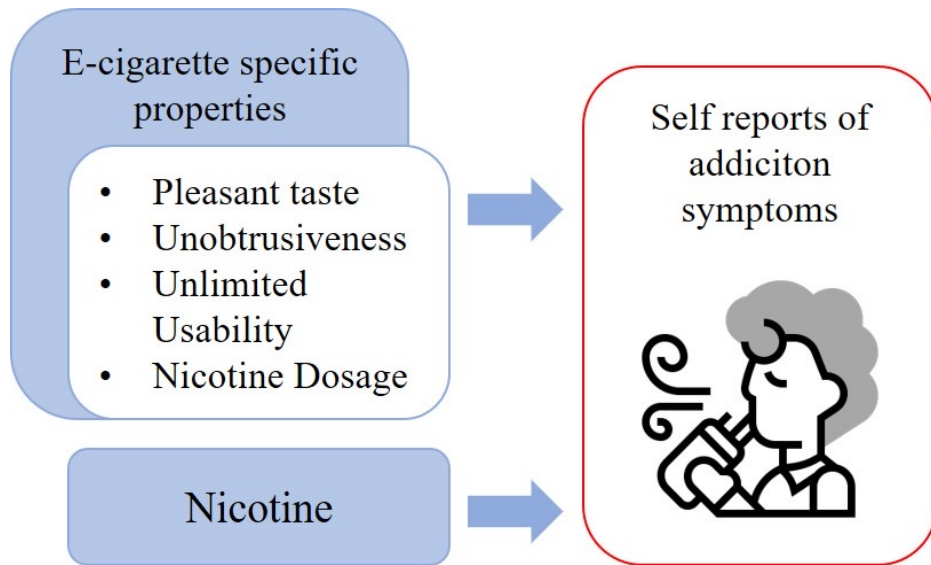 E-cigarette specific
properties
• Pleasant taste
• Unobtrusiveness
• Unlimited
Usability
• Nicotine Dosage
Nicotine
Self reports of
addiciton
symptoms